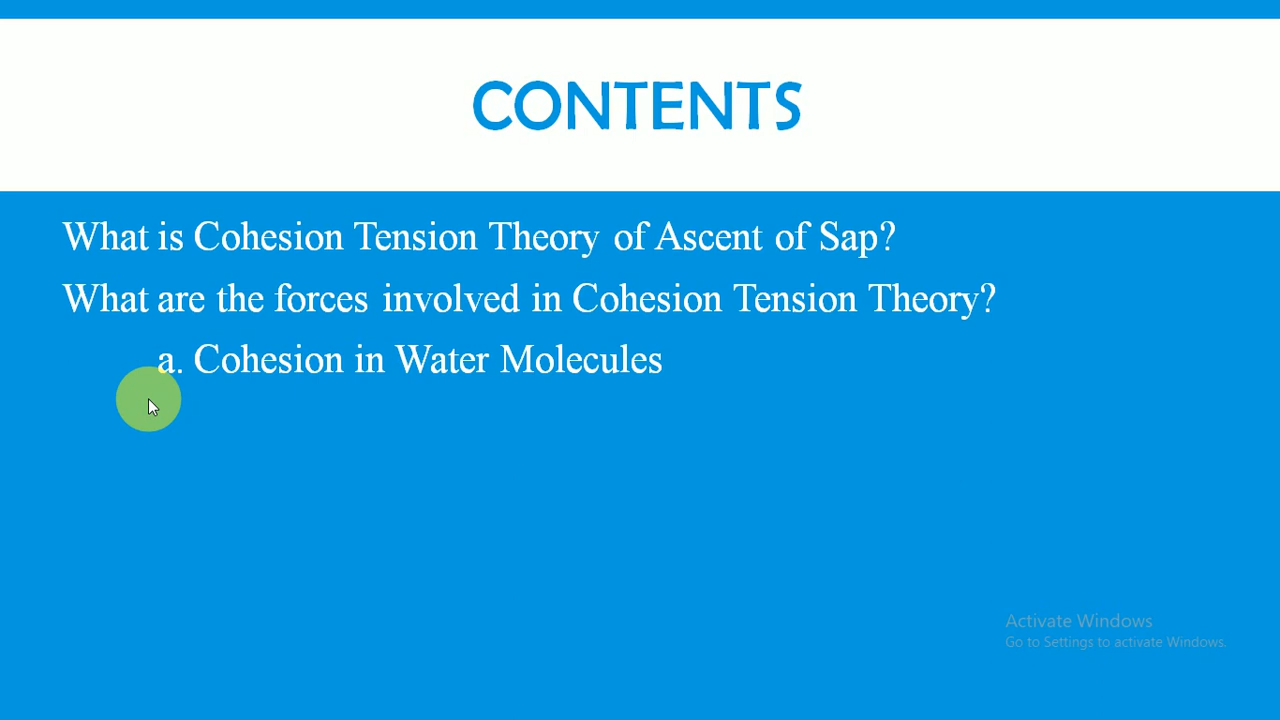 CONTENTS
What is Cohesion Tension Theory of Ascent of Sap?
What are the forces involved in Cohesion Tension Theory?
a. Cohesion in Water Molecules
Activate Windows
Go to Settings to activate Windows.